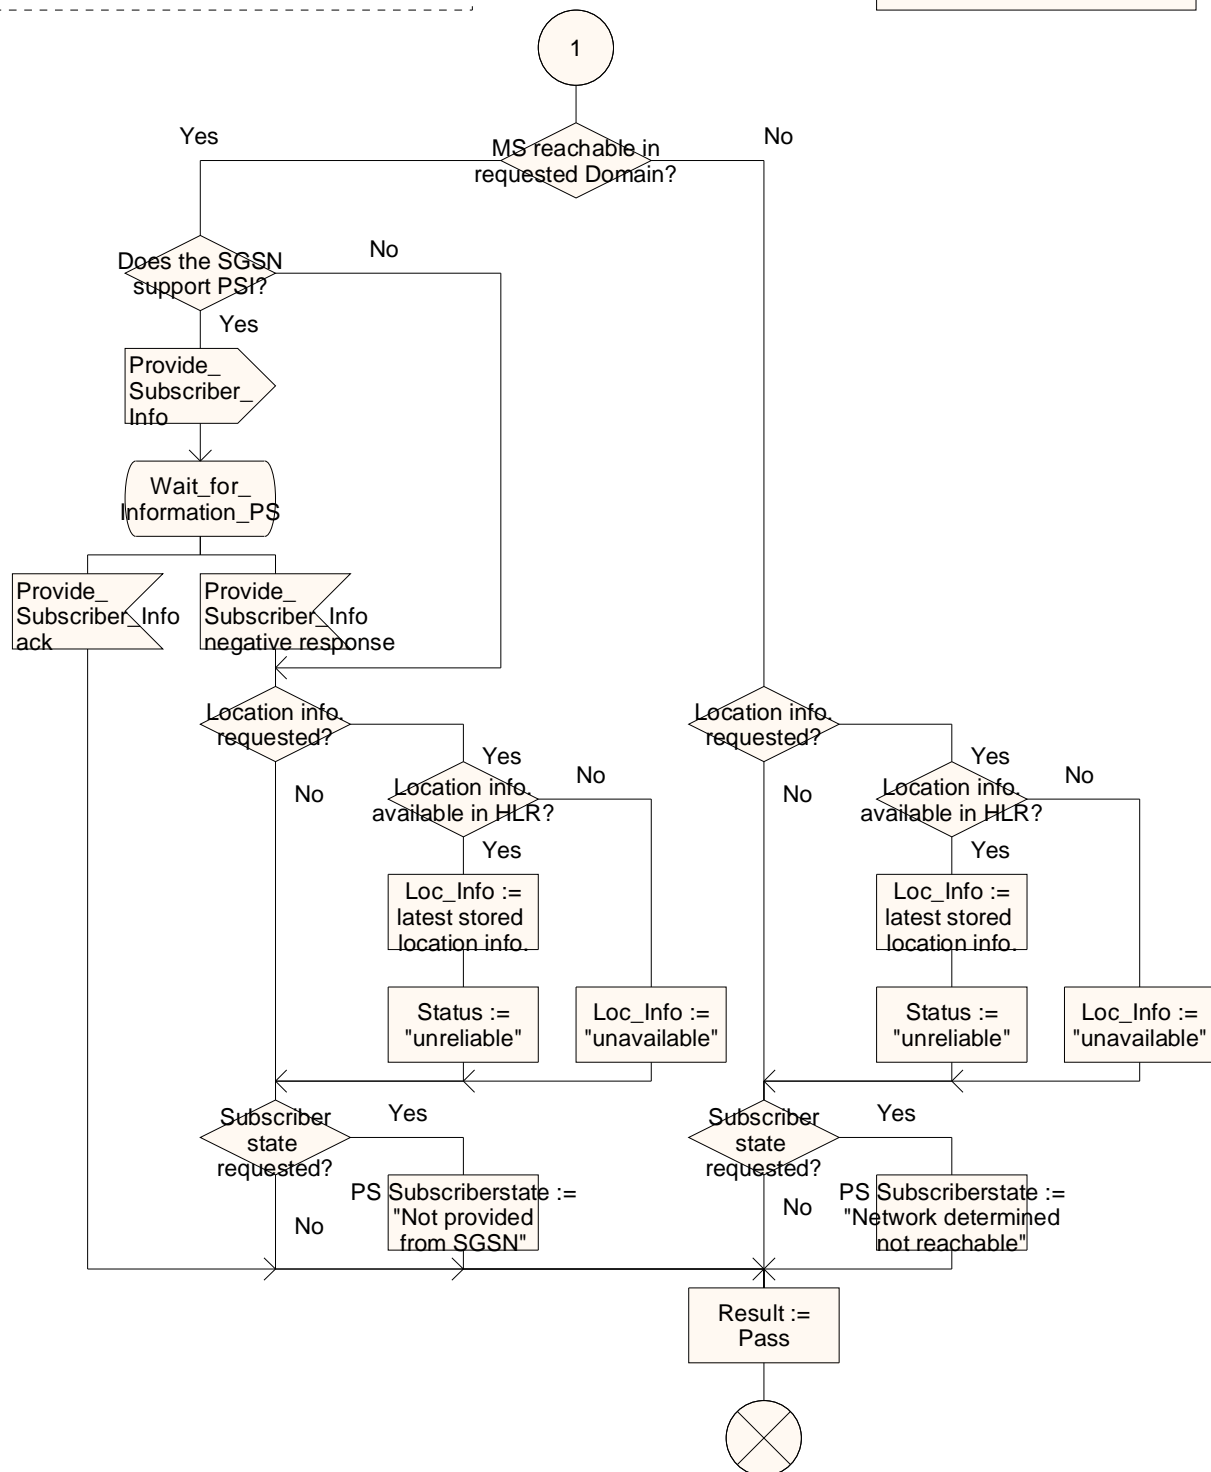 1
Yes
No
MS reachable in
requested Domain?
No
Does the SGSN
support PSI?
Yes
Provide_
Subscriber_
Info
Wait_for_
Information_PS
Provide_
Subscriber_Info
ack
Provide_
Subscriber_Info
negative response
Location info.
requested?
Yes
No
Location info.
available in HLR?
No
Yes
Loc_Info :=
latest stored
location info.
Status :=
"unreliable"
Loc_Info :=
"unavailable"
Location info.
requested?
Yes
No
Location info.
available in HLR?
No
Yes
Loc_Info :=
latest stored
location info.
Status :=
"unreliable"
Loc_Info :=
"unavailable"
Subscriber
state
requested?
Yes
No
PS Subscriberstate :=
"Not provided
from SGSN"
Subscriber
state
requested?
Yes
No
PS Subscriberstate :=
"Network determined
not reachable"
Result :=
Pass